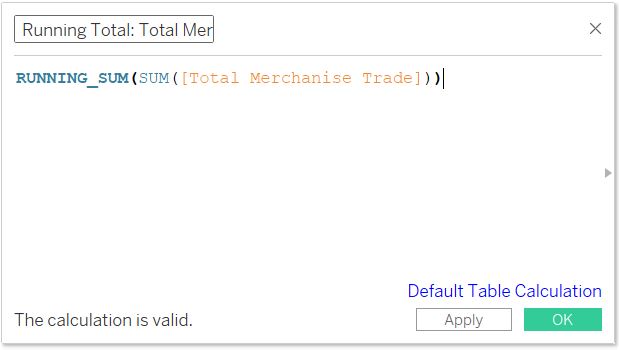 Running Total: Total Mer
RUNNING_SUM(SUM([Total Merchanise Trade]))
Default Table Calculation
The calculation is valid.
Apply
OK